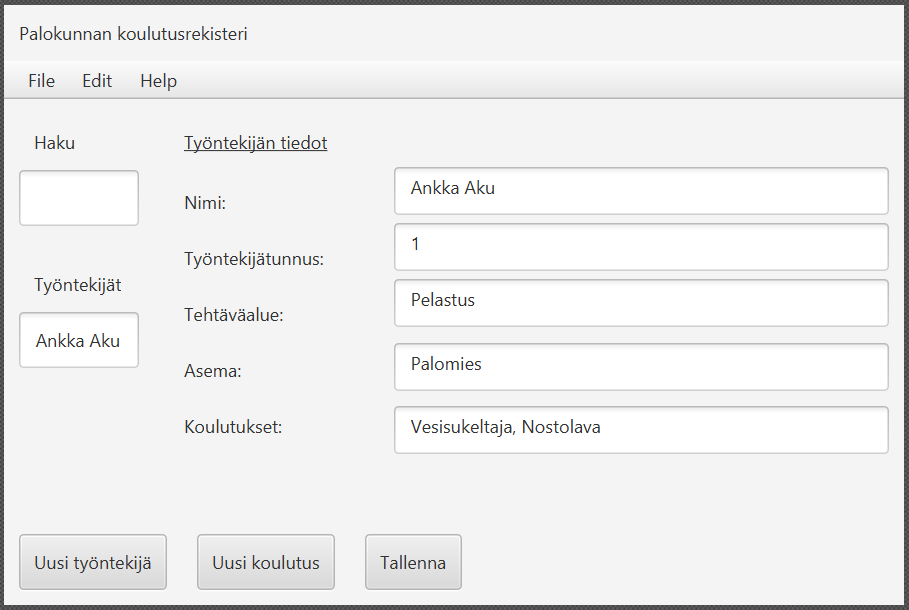 Palokunnan koulutusrekisteri
File Edit Help
Haku
Työntekijän tiedot
Nimi: Ankka Aku
Työntekijätunnus: 1
Työntekijät
Tehtäväalue: Pelastus
Ankka Aku
Asema: Palomies
Koulutukset: Vesisukeltaja, Nostolava
Uusi työntekijä Uusi koulutus Tallenna